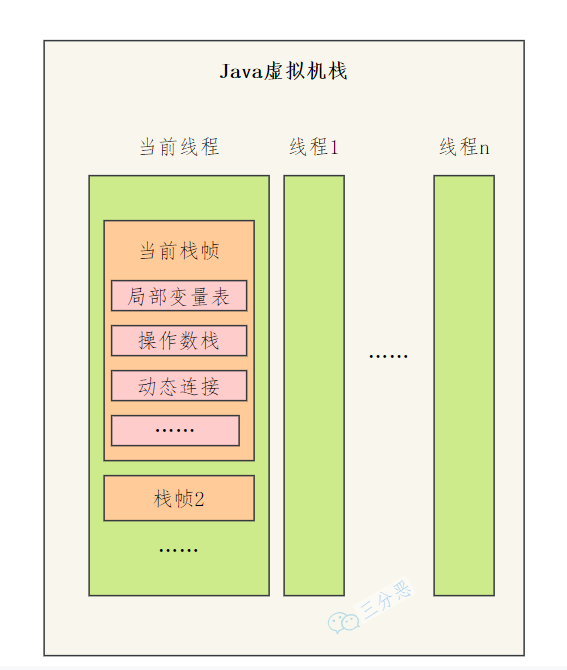 Java虚拟机栈
当前线程 线程1 线程n
当前栈帧
局部变量表
操作数栈
动态连接
……
……
栈帧2
……
三分恶